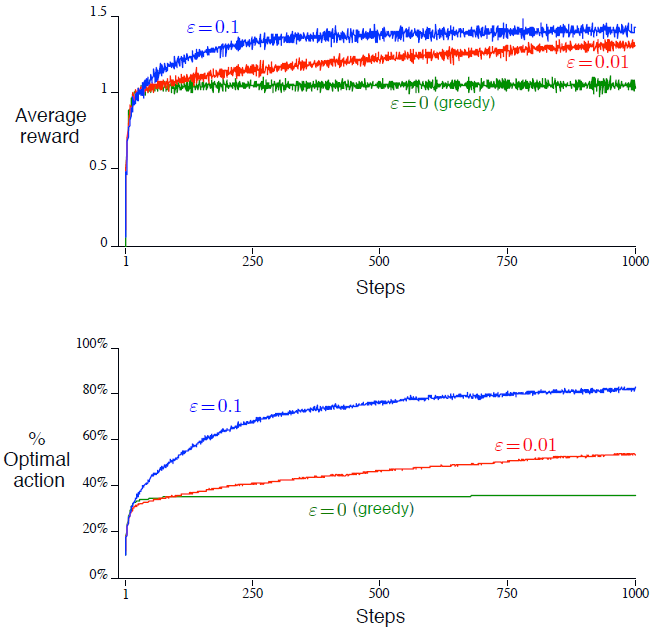 1.5
ε=0.1
1
ε=0.01
Average
reward
ε=0 (greedy)
0.5
0
1
250
500
750
1000
Steps
100%
80%
ε=0.1
60%
%
Optimal
action
ε=0.01
40%
ε=0 (greedy)
20%
0%
1
250
500
750
1000
Steps